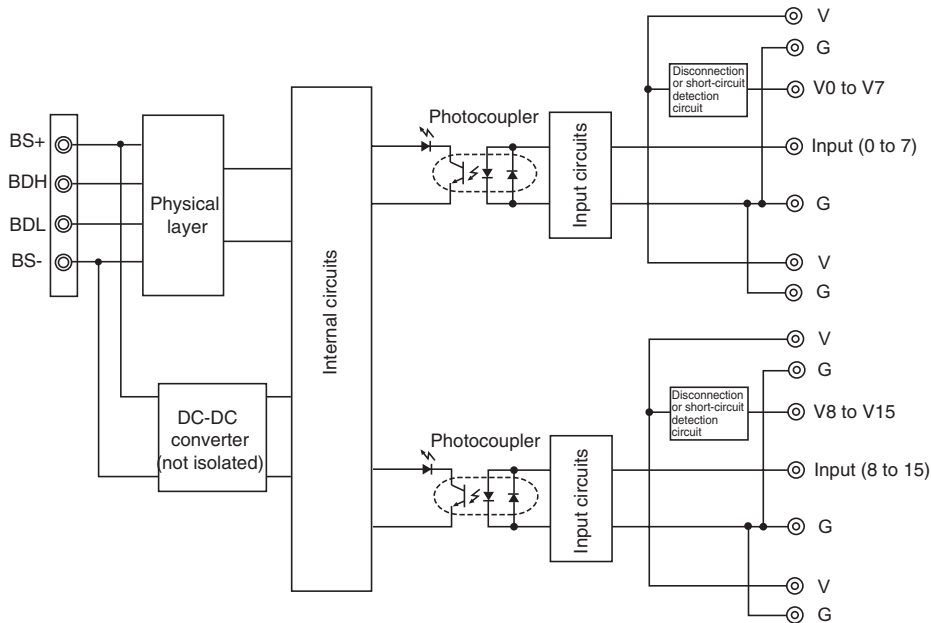 BS+
BDH
BDL
BS-
Physical
layer
DC-DC
converter
(not isolated)
Internal circuits
Photocoupler
Input circuits
Disconnection
or short-circuit
detection
circuit
V
G
V0 to V7
Input (0 to 7)
G
V
G
Photocoupler
Input circuits
Disconnection
or short-circuit
detection
circuit
V
G
V8 to V15
Input (8 to 15)
G
V
G